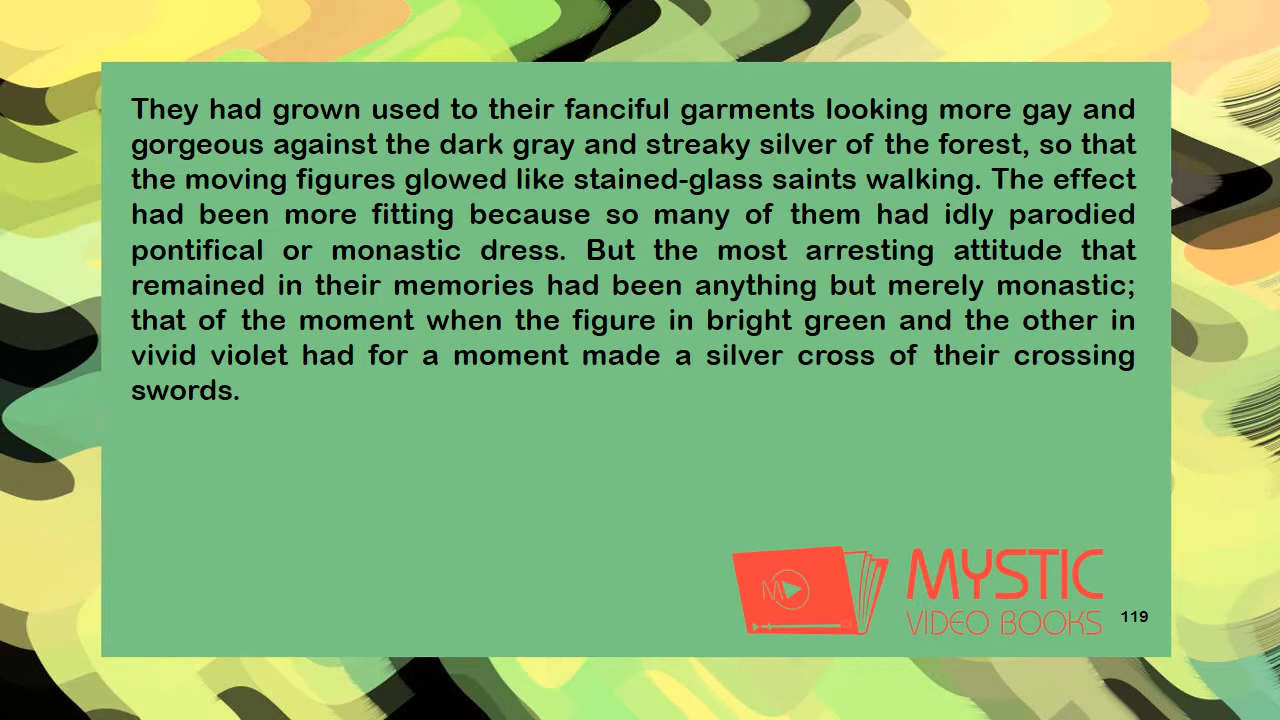 They had grown used to their fanciful garments looking more gay and
gorgeous against the dark gray and streaky silver of the forest, so that
the moving figures glowed like stained-glass saints walking. The effect
had been more fitting because so many of them had idly parodied
pontifical or monastic dress. But the most arresting attitude that
remained in their memories had been anything but merely monastic;
that of the moment when the figure in bright green and the other in
vivid violet had for a moment made a silver cross of their crossing
swords.
M
MYSTIC
VIDEO BOOKS
119